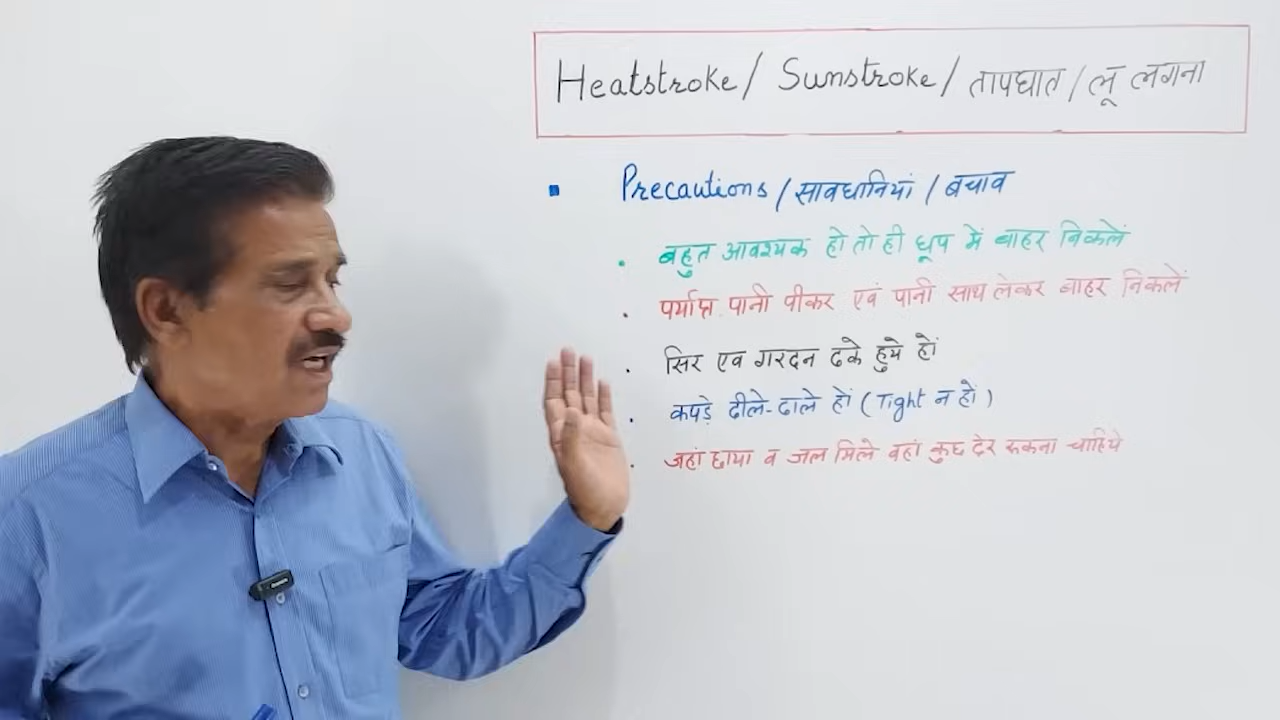 Heatstroke/ Sunstroke/ तापघात/ लू लगना
▪ Precautions/सावधानियां/बचाव
. बहुत आवश्यक हो तो ही धूप में बाहर निकलें
. पर्याप्त पानी पीकर एवं पानी साथ लेकर बाहर निकलें
. सिर एव गरदन ढके हुये हों
. कपड़े ढीले-ढाले हों (Tight न हो)
. जहां छाया व जल मिले वहां कुछ देर रूकना चाहिये